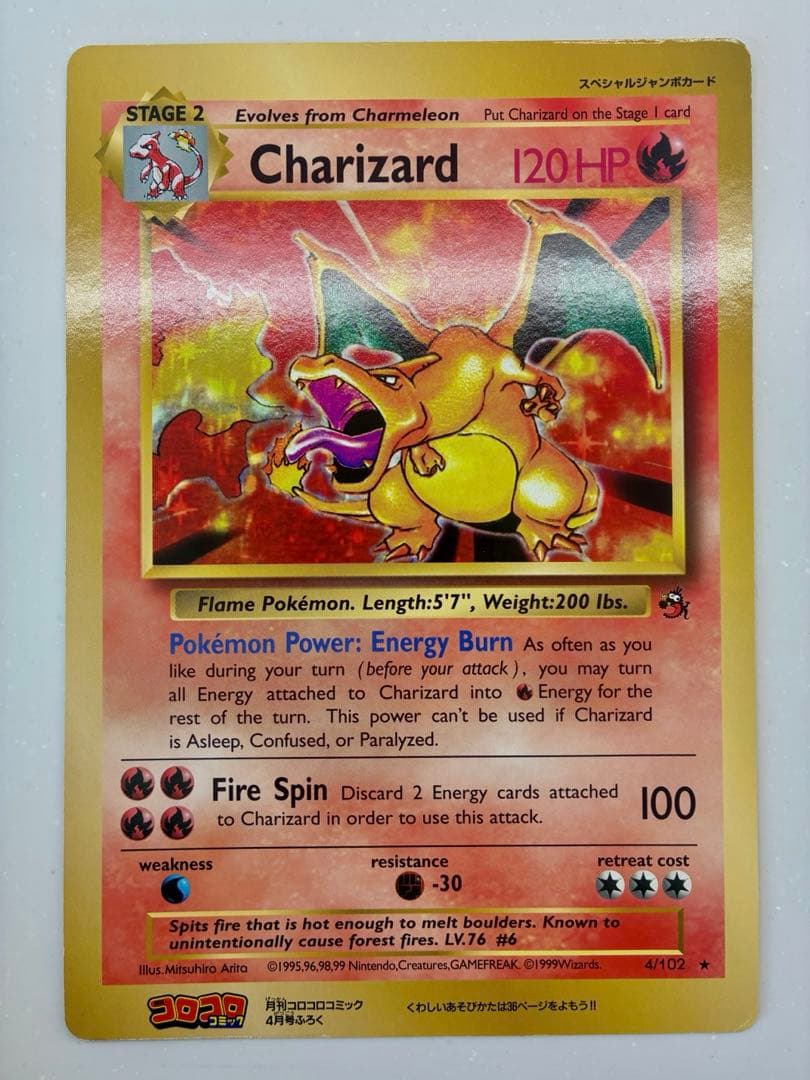 スペシャルジャンボカード
STAGE 2 Evolves from Charmeleon Put Charizard on the Stage 1 card
Charizard 120 HP
Flame Pokémon. Length:5'7", Weight:200 lbs.
Pokémon Power: Energy Burn As often as you
like during your turn (before your attack), you may turn
all Energy attached to Charizard into Energy for the
rest of the turn. This power can't be used if Charizard
is Asleep, Confused, or Paralyzed.
Fire Spin Discard 2 Energy cards attached
to Charizard in order to use this attack.
100
weakness resistance retreat cost
-30
Spits fire that is hot enough to melt boulders. Known to
unintentionally cause forest fires. LV.76 #6
Illus.Mitsuhiro Arita ©1995,96,98,99 Nintendo,Creatures,GAMEFREAK. ©1999Wizards. 4/102 ★
コロコロ
コミック
月刊コロコロコミック
4月号ふろく
くわしいあそびかたは36ページをよもう!!